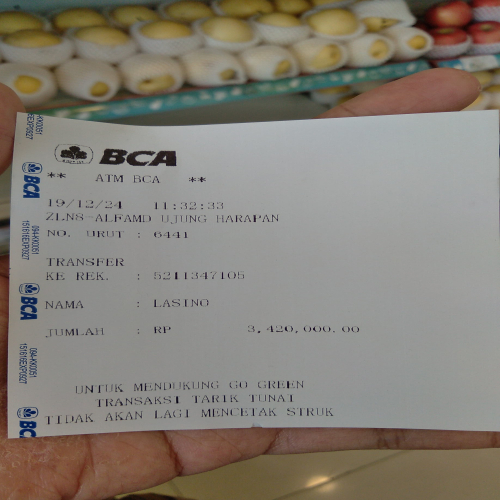 BCA
** ATM BCA **
19/12/24 11:32:33
ZLNS-ALFAMD UJUNG HARAPAN
NO. URUT : 6441
TRANSFER
KE REK. : 5211347105
NAMA : LASINO
JUMLAH : RP 3,420,000.00
UNTUK MENDUKUNG GO GREEN
TRANSAKSI TARIK TUNAI
TIDAK AKAN LAGI MENCETAK STRUK
BCA
BCA
BCA